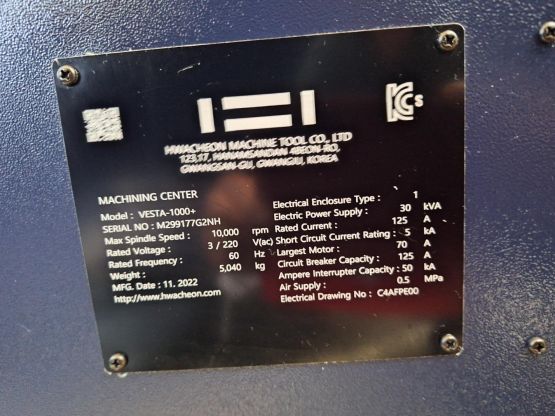 HWACHEON MACHINE TOOL CO., LTD
123,17, HANAMSANDAN 4BEON-RO,
GWANGSAN-GU, GWANGJU, KOREA
MACHINING CENTER
Model : VESTA-1000+
SERIAL NO : M299177G2NH
Max Spindle Speed : 10,000 rpm
Rated Voltage : 3 / 220 V(ac)
Rated Frequency : 60 Hz
Weight : 5,040 kg
MFG. Date : 11. 2022
http://www.hwacheon.com
Electrical Enclosure Type : 1
Electric Power Supply : 30 kVA
Rated Current : 125 A
Short Circuit Current Rating : 5 kA
Largest Motor : 70 A
Circuit Breaker Capacity : 125 A
Ampere Interrupter Capacity : 50 kA
Air Supply : 0.5 MPa
Electrical Drawing No : C4AFPE00